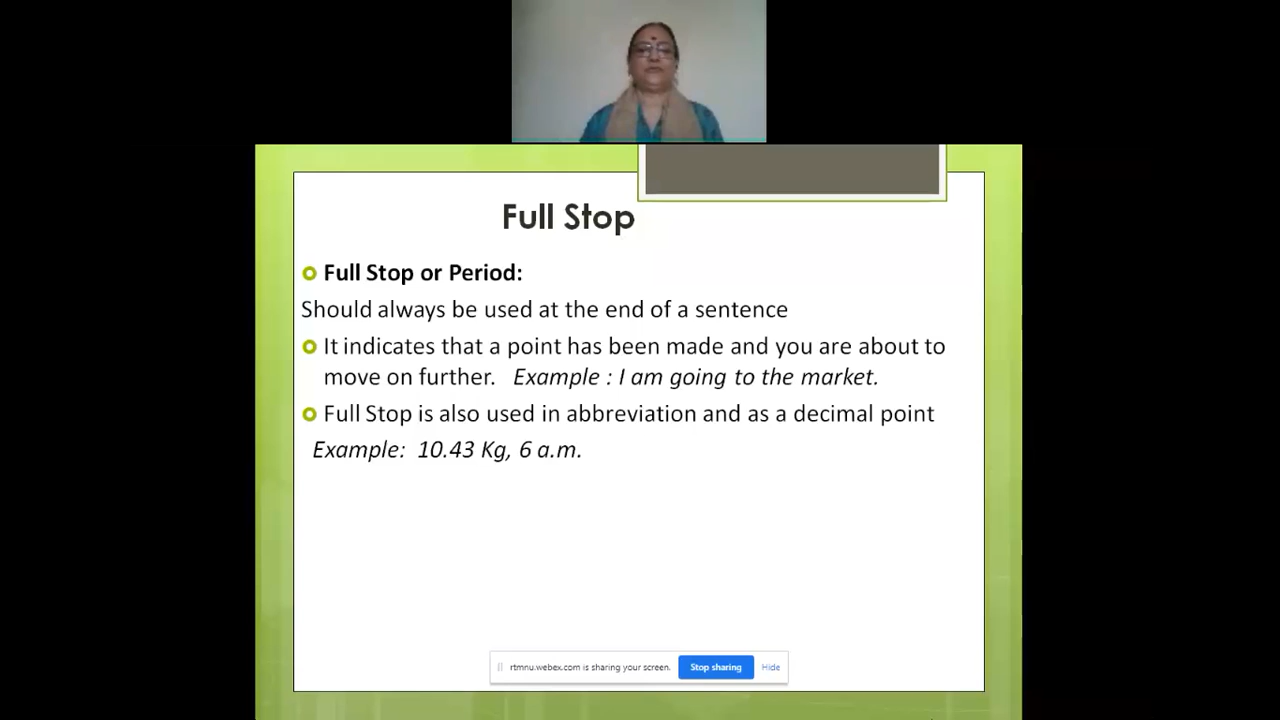 Full Stop
Full Stop or Period:
Should always be used at the end of a sentence
It indicates that a point has been made and you are about to
move on further. Example : I am going to the market.
Full Stop is also used in abbreviation and as a decimal point
Example: 10.43 Kg, 6 a.m.
rtmnu.webex.com is sharing your screen. Stop sharing Hide